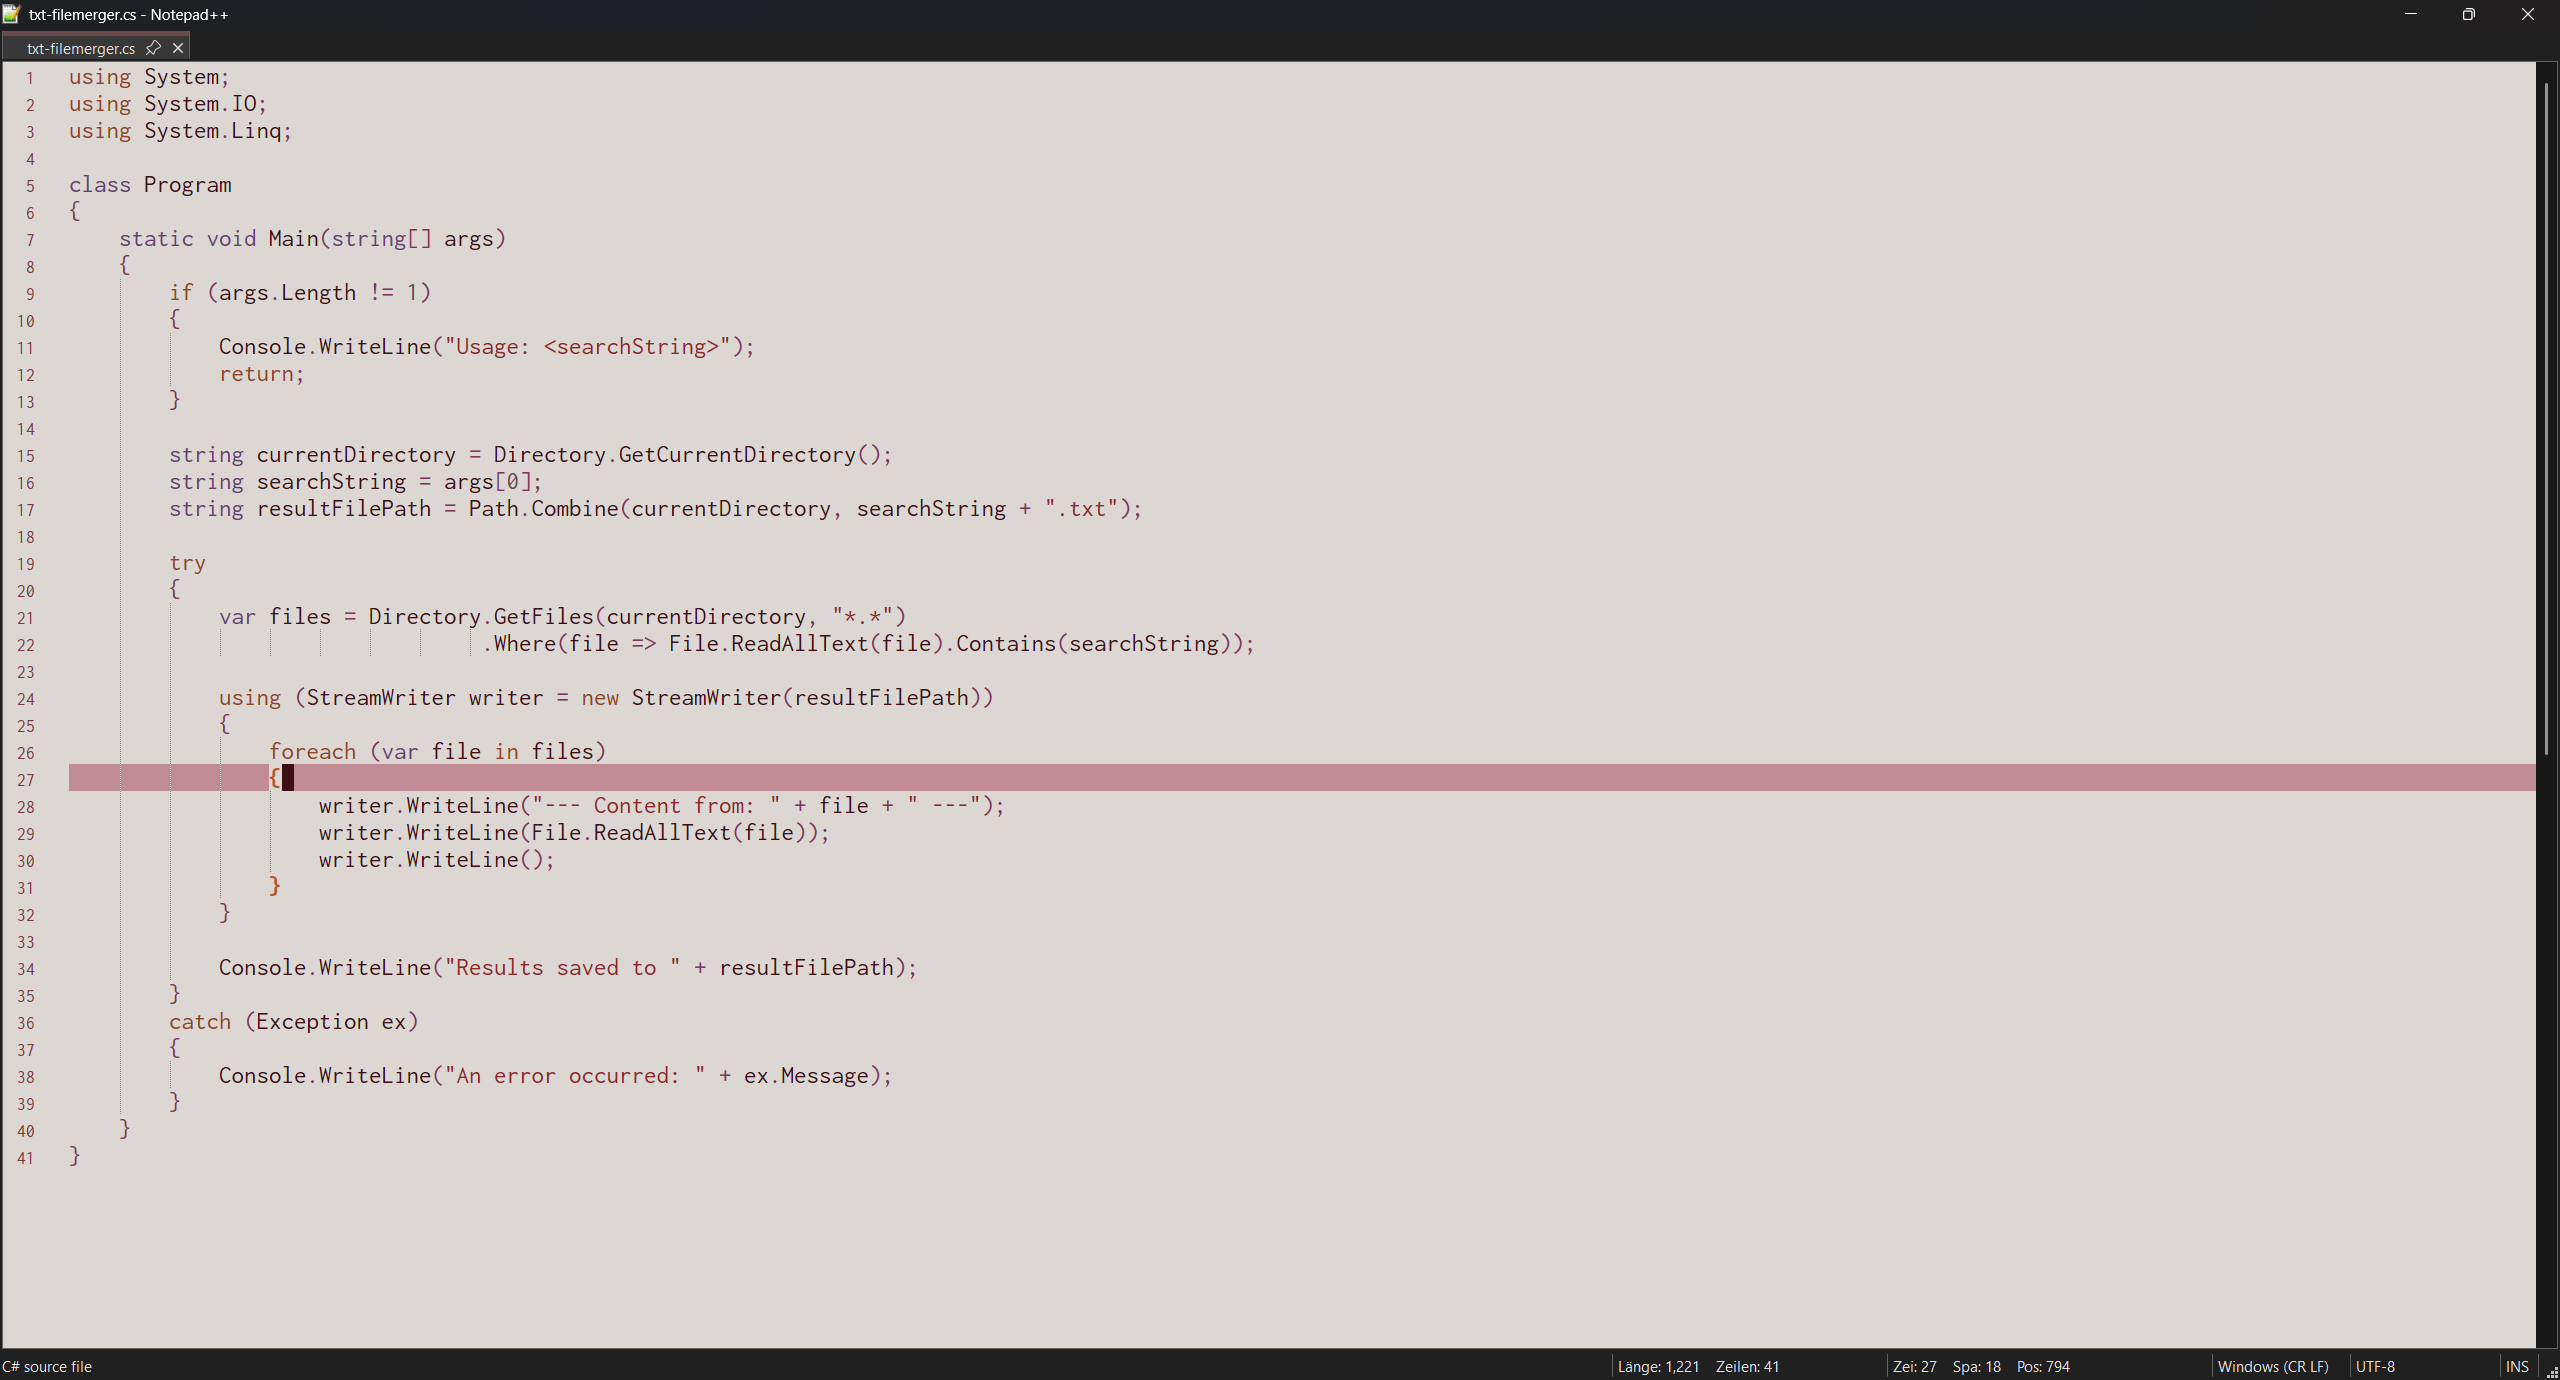 txt-filemerger.cs - Notepad++
txt-filemerger.cs
1 using System;
2 using System.IO;
3 using System.Linq;
4
5 class Program
6 {
7     static void Main(string[] args)
8     {
9         if (args.Length != 1)
10         {
11             Console.WriteLine("Usage: <searchString>");
12             return;
13         }
14
15         string currentDirectory = Directory.GetCurrentDirectory();
16         string searchString = args[0];
17         string resultFilePath = Path.Combine(currentDirectory, searchString + ".txt");
18
19         try
20         {
21             var files = Directory.GetFiles(currentDirectory, "*.*")
22                                  .Where(file => File.ReadAllText(file).Contains(searchString));
23
24             using (StreamWriter writer = new StreamWriter(resultFilePath))
25             {
26                 foreach (var file in files)
27                 {
28                     writer.WriteLine("--- Content from: " + file + " ---");
29                     writer.WriteLine(File.ReadAllText(file));
30                     writer.WriteLine();
31                 }
32             }
33
34             Console.WriteLine("Results saved to " + resultFilePath);
35         }
36         catch (Exception ex)
37         {
38             Console.WriteLine("An error occurred: " + ex.Message);
39         }
40     }
41 }
C# source file Länge: 1,221 Zeilen: 41 Zei: 27 Spa: 18 Pos: 794 Windows (CR LF) UTF-8 INS